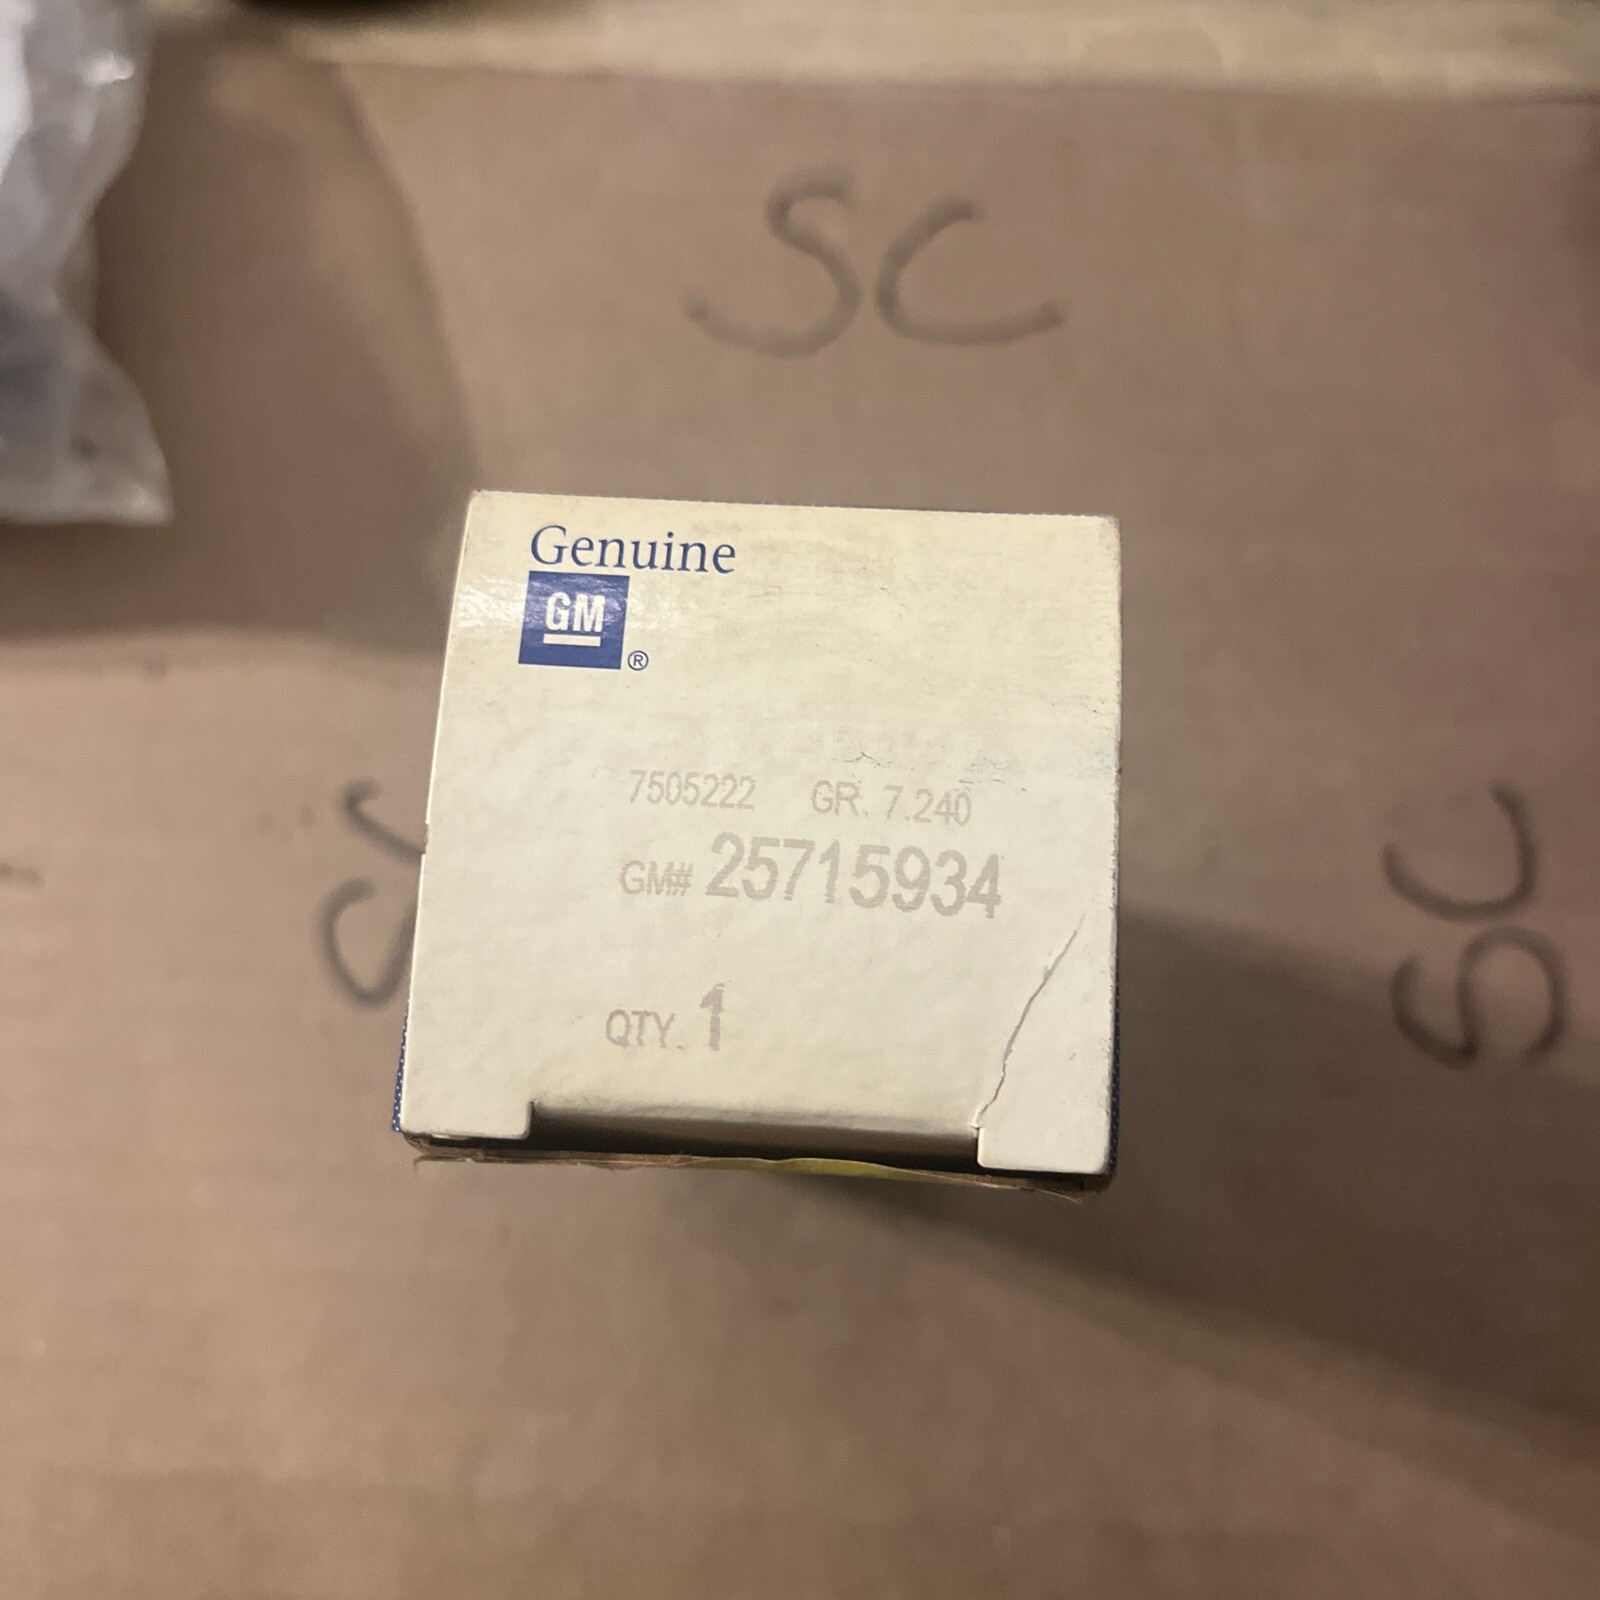 SC
Genuine
GM
®
7505222 GR. 7.240
GM# 25715934
QTY. 1
SC
SC